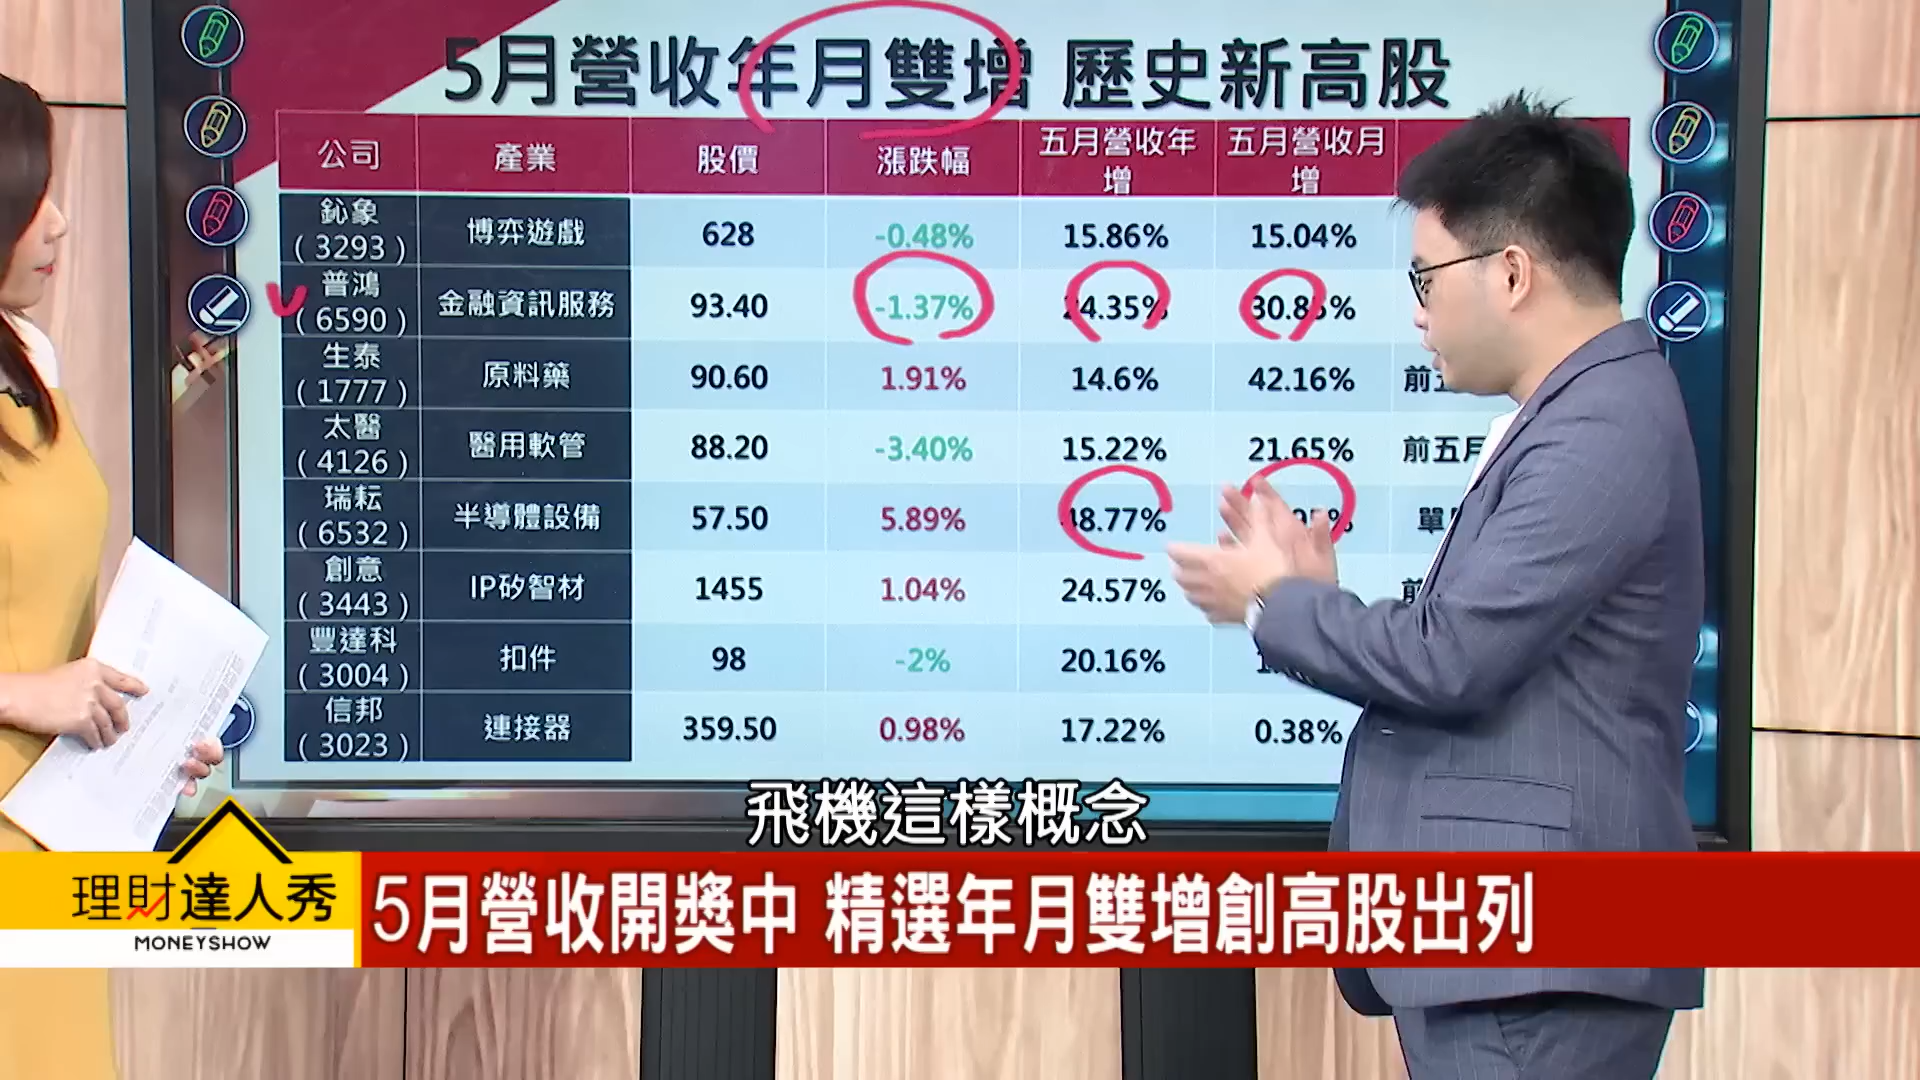 5月營收年月雙增 歷史新高股
公司 產業 股價 漲跌幅 五月營收年增 五月營收月增
鈊象(3293) 博弈遊戲 628 -0.48% 15.86% 15.04%
普鴻(6590) 金融資訊服務 93.40 -1.37% 24.35% 30.85%
生泰(1777) 原料藥 90.60 1.91% 14.6% 42.16% 前
太醫(4126) 醫用軟管 88.20 -3.40% 15.22% 21.65% 前五月
瑞耘(6532) 半導體設備 57.50 5.89% 48.77% 單
創意(3443) IP矽智材 1455 1.04% 24.57% 前
豐達科(3004) 扣件 98 -2% 20.16%
信邦(3023) 連接器 359.50 0.98% 17.22% 0.38%
飛機這樣概念
理財達人秀
MONEYSHOW
5月營收開獎中 精選年月雙增創高股出列